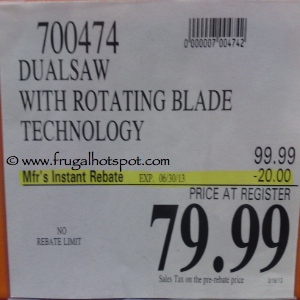 700474
0000007004742
DUALSAW
WITH ROTATING BLADE
TECHNOLOGY
www.frugalhotspot.com
99.99
Mfr's Instant Rebate EXP. 06/30/13 -20.00
PRICE AT REGISTER
NO
REBATE LIMIT
79.99
Sales Tax on the pre-rebate price